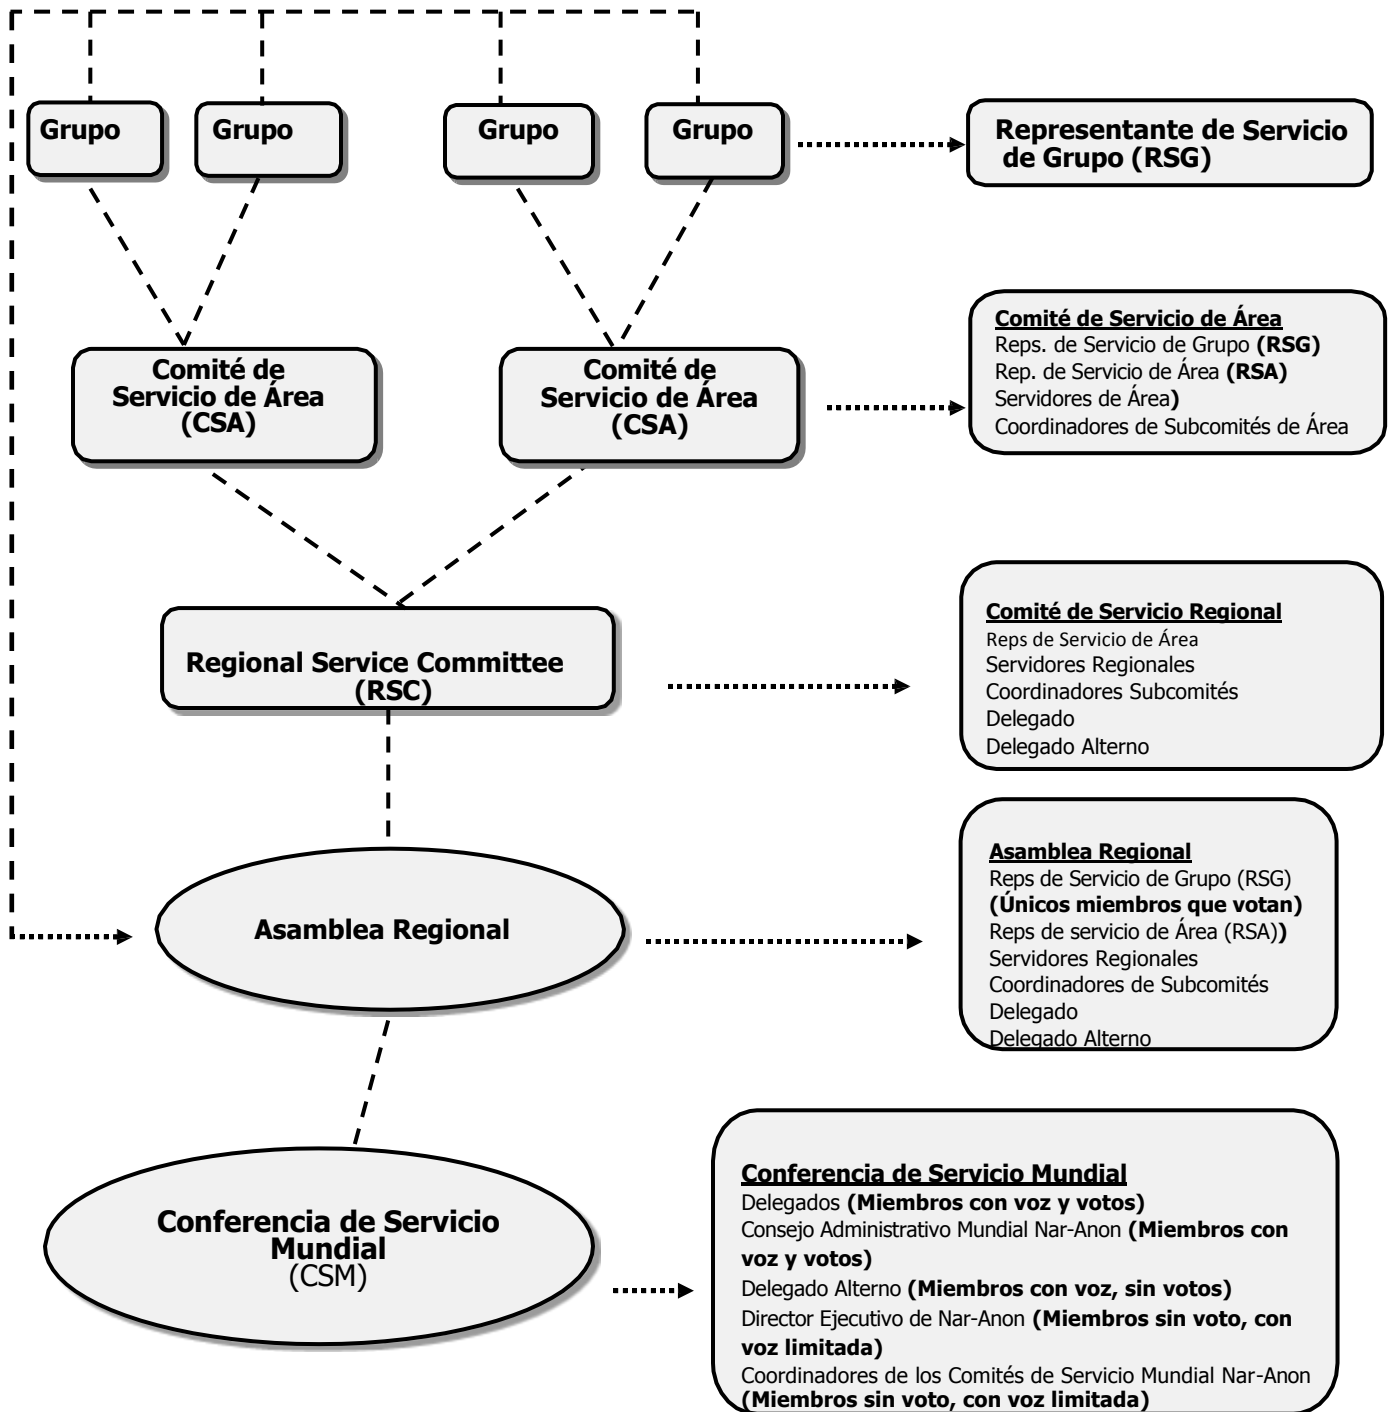 Grupo
Grupo
Grupo
Grupo
Representante de Servicio
de Grupo (RSG)
Comité de
Servicio de Área
(CSA)
Comité de
Servicio de Área
(CSA)
Comité de Servicio de Área
Reps. de Servicio de Grupo (RSG)
Rep. de Servicio de Área (RSA)
Servidores de Área)
Coordinadores de Subcomités de Área
Regional Service Committee
(RSC)
Comité de Servicio Regional
Reps de Servicio de Área
Servidores Regionales
Coordinadores Subcomités
Delegado
Delegado Alterno
Asamblea Regional
Asamblea Regional
Reps de Servicio de Grupo (RSG)
(Únicos miembros que votan)
Reps de servicio de Área (RSA))
Servidores Regionales
Coordinadores de Subcomités
Delegado
Delegado Alterno
Conferencia de Servicio
Mundial
(CSM)
Conferencia de Servicio Mundial
Delegados (Miembros con voz y votos)
Consejo Administrativo Mundial Nar-Anon (Miembros con
voz y votos)
Delegado Alterno (Miembros con voz, sin votos)
Director Ejecutivo de Nar-Anon (Miembros sin voto, con
voz limitada)
Coordinadores de los Comités de Servicio Mundial Nar-Anon
(Miembros sin voto, con voz limitada)